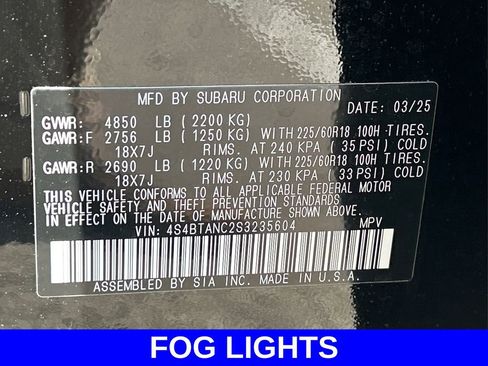 MFD BY SUBARU CORPORATION
DATE: 03/25
GVWR: 4850 LB ( 2200 KG)
GAWR: F 2756 LB ( 1250 KG) WITH 225/60R18 100H TIRES.
18X7J RIMS. AT 240 KPA ( 35 PSI) COLD
GAWR: R 2690 LB ( 1220 KG) WITH 225/60R18 100H TIRES.
18X7J RIMS. AT 230 KPA ( 33 PSI) COLD
THIS VEHICLE CONFORMS TO ALL APPLICABLE FEDERAL MOTOR
VEHICLE SAFETY AND THEFT PREVENTION STANDARDS
IN EFFECT ON THE DATE OF MANUFACTURE SHOWN ABOVE.
VIN: 4S4BTANC2S3235604 MPV
ASSEMBLED BY SIA INC. MADE IN U.S.A.
FOG LIGHTS